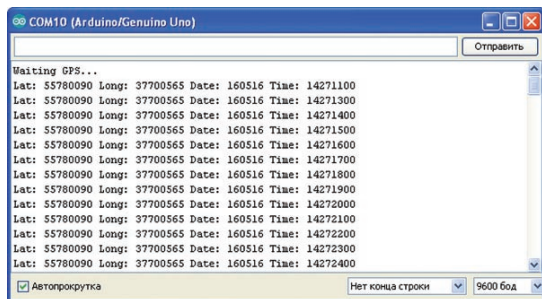 COM10 (Arduino/Genuino Uno)
Отправить
Waiting GPS...
Lat: 55780090 Long: 37700565 Date: 160516 Time: 14271100
Lat: 55780090 Long: 37700565 Date: 160516 Time: 14271300
Lat: 55780090 Long: 37700565 Date: 160516 Time: 14271400
Lat: 55780090 Long: 37700565 Date: 160516 Time: 14271500
Lat: 55780090 Long: 37700565 Date: 160516 Time: 14271600
Lat: 55780090 Long: 37700565 Date: 160516 Time: 14271700
Lat: 55780090 Long: 37700565 Date: 160516 Time: 14271800
Lat: 55780090 Long: 37700565 Date: 160516 Time: 14271900
Lat: 55780090 Long: 37700565 Date: 160516 Time: 14272000
Lat: 55780090 Long: 37700565 Date: 160516 Time: 14272100
Lat: 55780090 Long: 37700565 Date: 160516 Time: 14272200
Lat: 55780090 Long: 37700565 Date: 160516 Time: 14272300
Lat: 55780090 Long: 37700565 Date: 160516 Time: 14272400
Автопрокрутка Нет конца строки 9600 бод